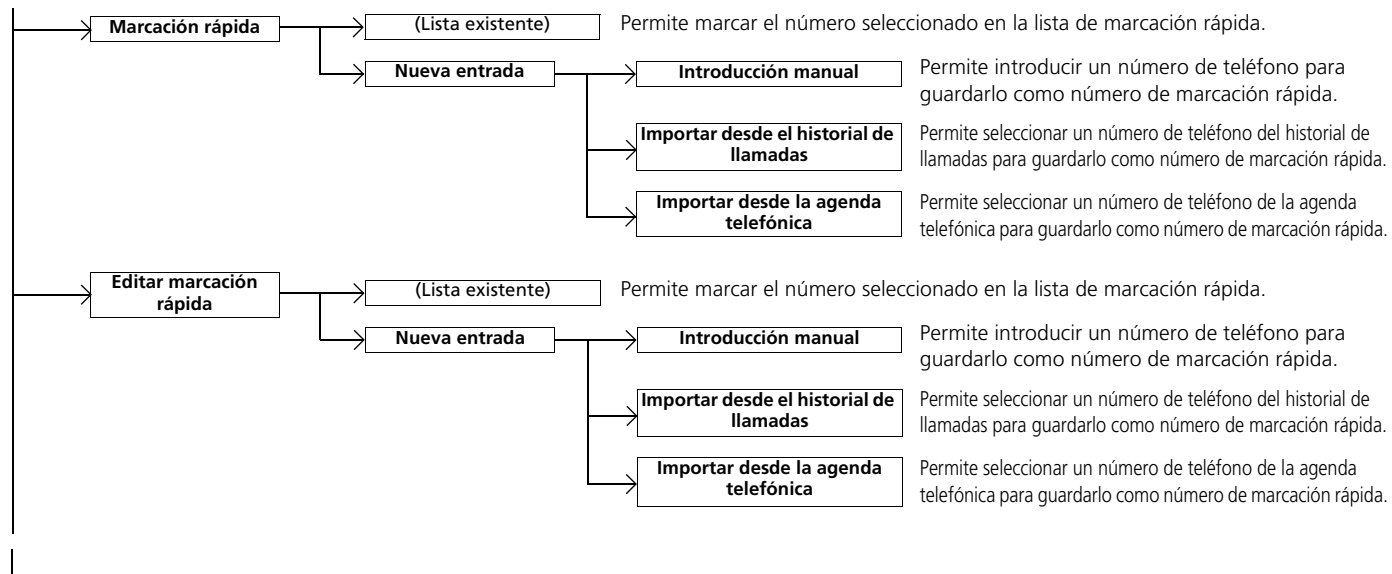 Marcación rápida
(Lista existente)
Permite marcar el número seleccionado en la lista de marcación rápida.
Nueva entrada
Introducción manual
Permite introducir un número de teléfono para
guardarlo como número de marcación rápida.
Importar desde el historial de
llamadas
Permite seleccionar un número de teléfono del historial de
llamadas para guardarlo como número de marcación rápida.
Importar desde la agenda
telefónica
Permite seleccionar un número de teléfono de la agenda
telefónica para guardarlo como número de marcación rápida.
Editar marcación
rápida
(Lista existente)
Permite marcar el número seleccionado en la lista de marcación rápida.
Nueva entrada
Introducción manual
Permite introducir un número de teléfono para
guardarlo como número de marcación rápida.
Importar desde el historial de
llamadas
Permite seleccionar un número de teléfono del historial de
llamadas para guardarlo como número de marcación rápida.
Importar desde la agenda
telefónica
Permite seleccionar un número de teléfono de la agenda
telefónica para guardarlo como número de marcación rápida.